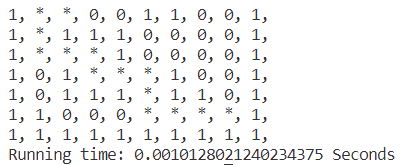 1, *, *, 0, 0, 1, 1, 0, 0, 1,
1, *, 1, 1, 1, 0, 0, 0, 0, 1,
1, *, *, *, 1, 0, 0, 0, 0, 1,
1, 0, 1, *, *, *, 1, 0, 0, 1,
1, 0, 1, 1, 1, *, 1, 1, 0, 1,
1, 1, 0, 0, 0, *, *, *, *, 1,
1, 1, 1, 1, 1, 1, 1, 1, 1, 1,
Running time: 0.0010128021240234375 Seconds